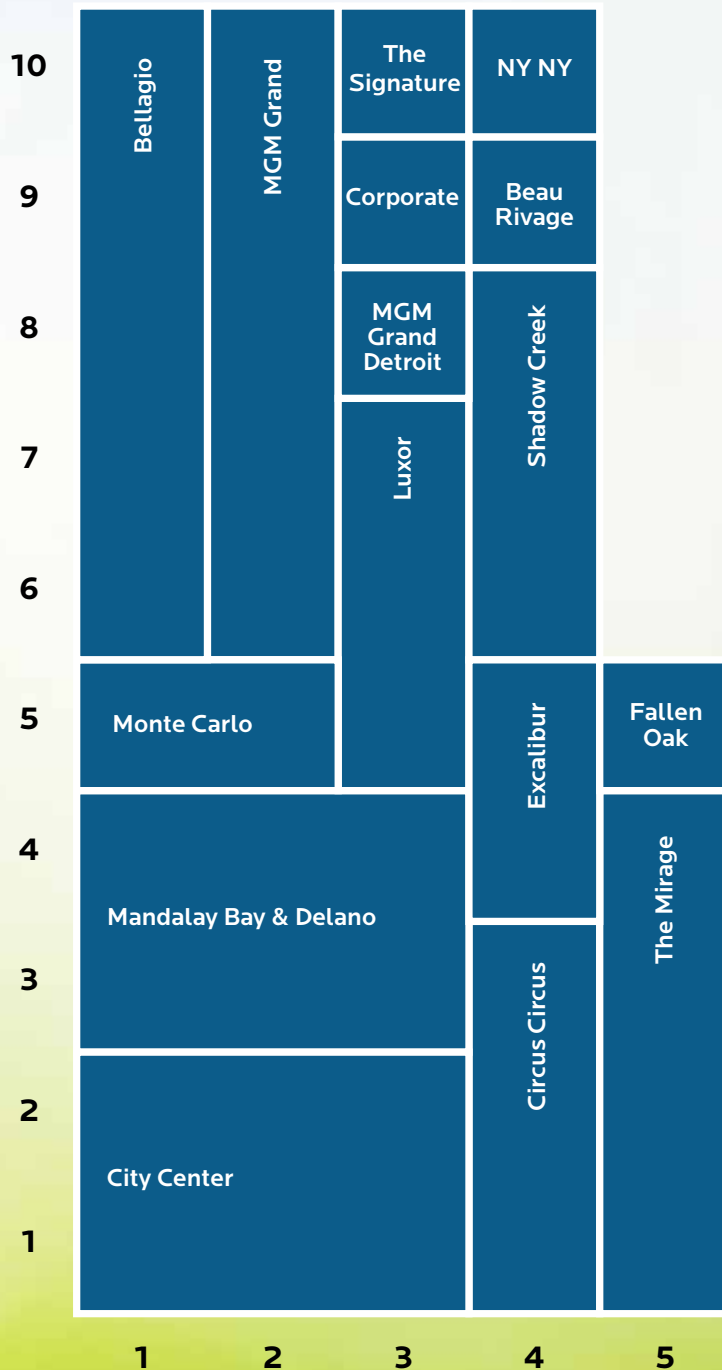 10
Bellagio
MGM Grand
The
Signature
NY NY
9
Corporate
Beau
Rivage
8
MGM
Grand
Detroit
Shadow Creek
7
Luxor
6
5
Monte Carlo
Excalibur
Fallen
Oak
4
Mandalay Bay & Delano
The Mirage
3
Circus Circus
2
City Center
1
1
2
3
4
5